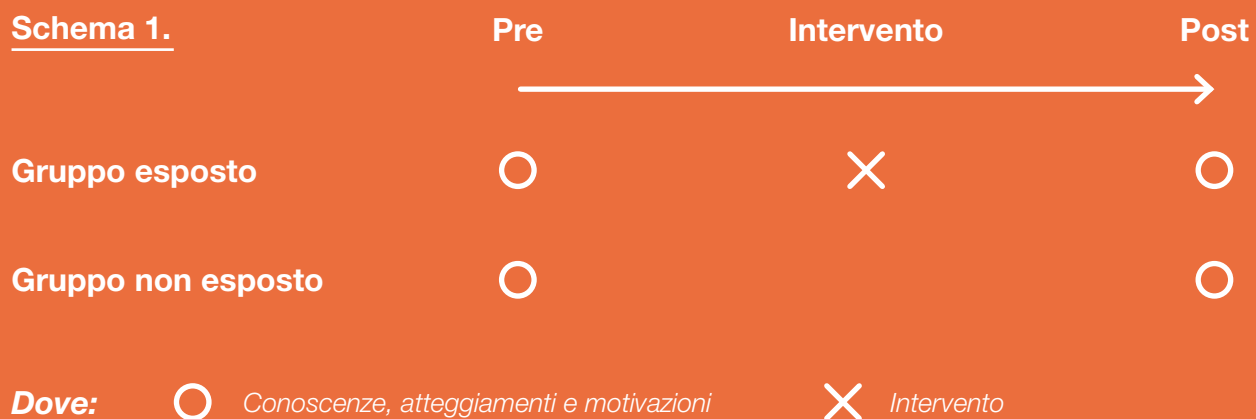 Schema 1. Pre Intervento Post
Gruppo esposto
Gruppo non esposto
Dove: Conoscenze, atteggiamenti e motivazioni Intervento